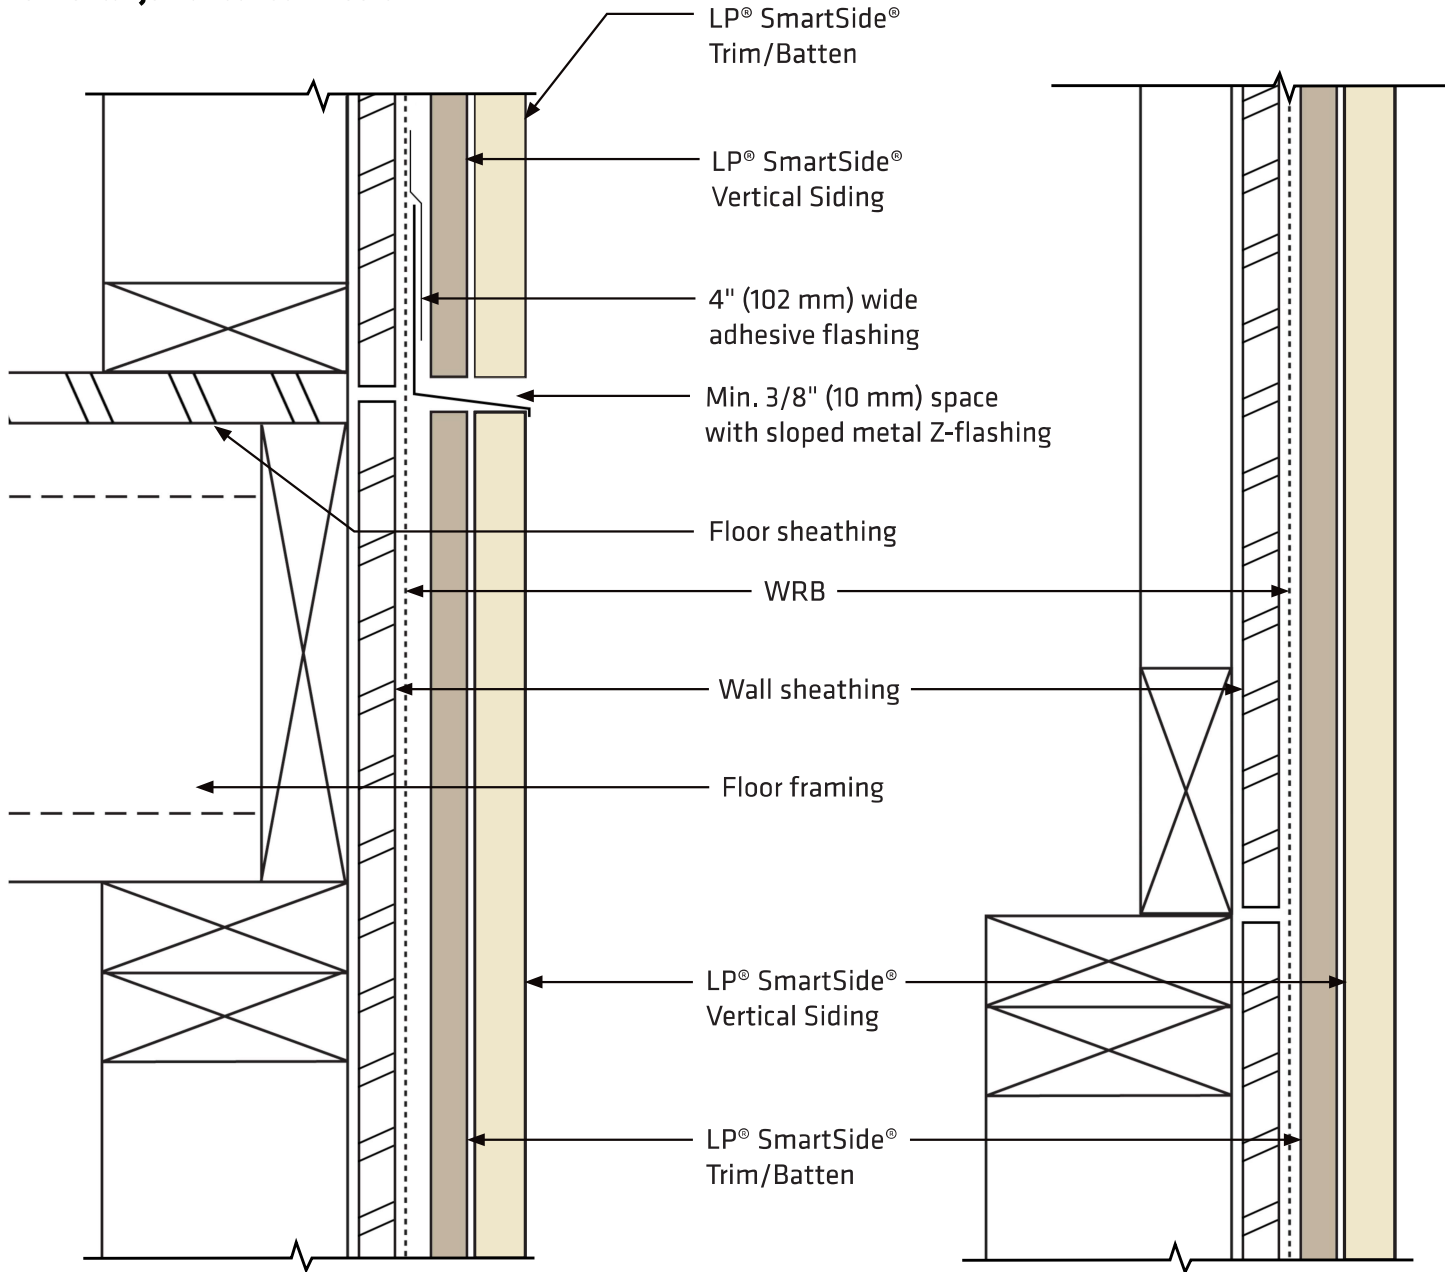 LP® SmartSide®
Trim/Batten
LP® SmartSide®
Vertical Siding
4" (102 mm) wide
adhesive flashing
Min. 3/8" (10 mm) space
with sloped metal Z-flashing
Floor sheathing
WRB
Wall sheathing
Floor framing
LP® SmartSide®
Vertical Siding
LP® SmartSide®
Trim/Batten